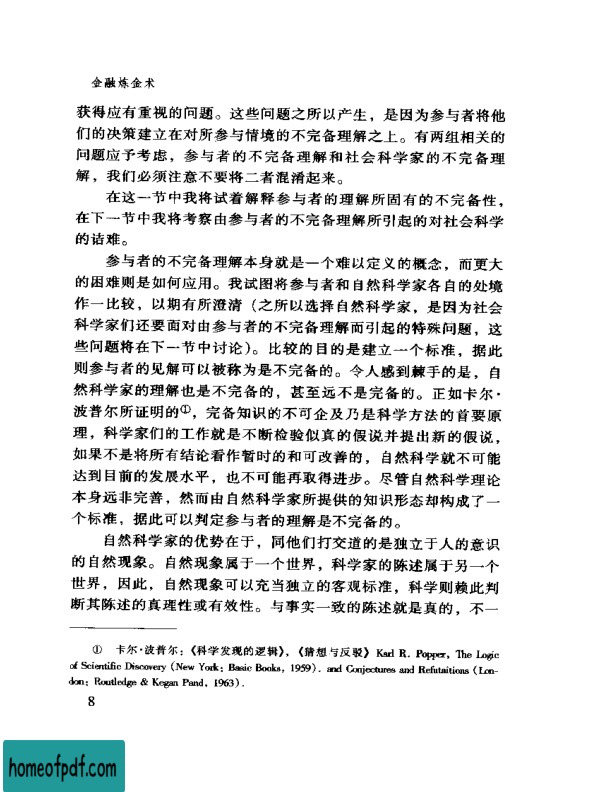 金融炼金术
获得应有重视的问题。这些问题之所以产生，是因为参与者将他
们的决策建立在对所参与情境的不完备理解之上。有两组相关的
问题应予考虑，参与者的不完备理解和社会科学家的不完备理
解，我们必须注意不要将二者混淆起来。
在这一节中我将试着解释参与者的理解所固有的不完备性，
在下一节中我将考察由参与者的不完备理解所引起的对社会科学
的诘难。
参与者的不完备理解本身就是一个难以定义的概念，而更大
的困难则是如何应用。我试图将参与者和自然科学家各自的处境
作一比较，以期有所澄清（之所以选择自然科学家，是因为社会
科学家们还要面对由参与者的不完备理解而引起的特殊问题，这
些问题将在下一节中讨论）。比较的目的是建立一个标准，据此
则参与者的见解可以被称为是不完备的。令人感到棘手的是，自
然科学家的理解也是不完备的，甚至远不是完备的。正如卡尔·
波普尔所证明的①，完备知识的不可企及乃是科学方法的首要原
理，科学家们的工作就是不断检验似真的假说并提出新的假说，
如果不是将所有结论看作暂时的和可改善的，自然科学就不可能
达到目前的发展水平，也不可能再取得进步。尽管自然科学理论
本身远非完善，然而由自然科学家所提供的知识形态却构成了一
个标准，据此可以判定参与者的理解是不完备的。
自然科学家的优势在于，同他们打交道的是独立于人的意识
的自然现象。自然现象属于一个世界，科学家的陈述属于另一个
世界，因此，自然现象可以充当独立的客观标准，科学则赖此判
断其陈述的真理性或有效性。与事实一致的陈述就是真的，不一
① 卡尔·波普尔：《科学发现的逻辑》，《猜想与反驳》Karl R. Popper, The Logic
of Scientific Discovery (New York: Basic Books, 1959). and Conjectures and Refutaitions (Lon-
don: Routledge & Kegan Pand, 1963).
8
homeofpdf.com